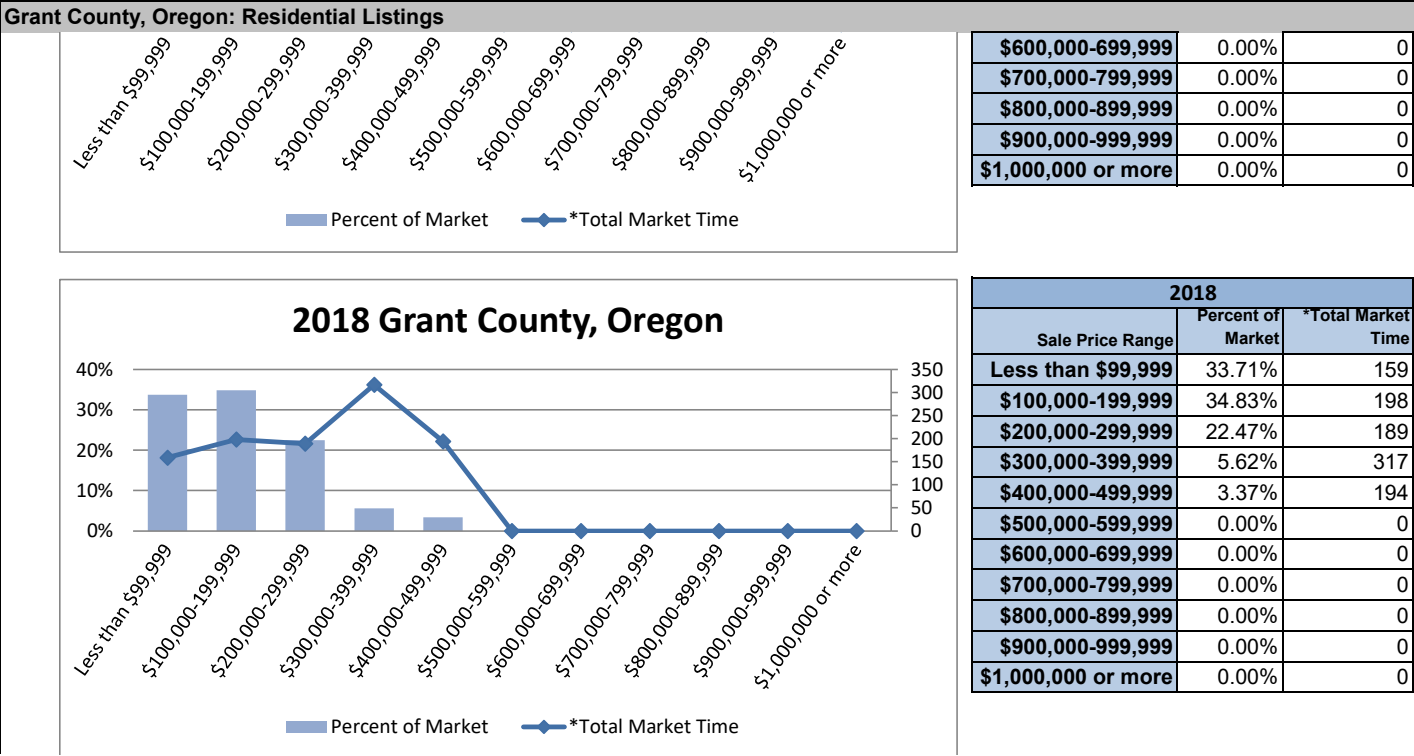 Grant County, Oregon: Residential Listings
Less than $99,999
$100,000-199,999
$200,000-299,999
$300,000-399,999
$400,000-499,999
$500,000-599,999
$600,000-699,999
$700,000-799,999
$800,000-899,999
$900,000-999,999
$1,000,000 or more
Percent of Market *Total Market Time
$600,000-699,999 0.00% 0
$700,000-799,999 0.00% 0
$800,000-899,999 0.00% 0
$900,000-999,999 0.00% 0
$1,000,000 or more 0.00% 0
2018 Grant County, Oregon
40%
30%
20%
10%
0%
350
300
250
200
150
100
50
0
Less than $99,999
$100,000-199,999
$200,000-299,999
$300,000-399,999
$400,000-499,999
$500,000-599,999
$600,000-699,999
$700,000-799,999
$800,000-899,999
$900,000-999,999
$1,000,000 or more
Percent of Market *Total Market Time
2018
Percent of *Total Market
Sale Price Range Market Time
Less than $99,999 33.71% 159
$100,000-199,999 34.83% 198
$200,000-299,999 22.47% 189
$300,000-399,999 5.62% 317
$400,000-499,999 3.37% 194
$500,000-599,999 0.00% 0
$600,000-699,999 0.00% 0
$700,000-799,999 0.00% 0
$800,000-899,999 0.00% 0
$900,000-999,999 0.00% 0
$1,000,000 or more 0.00% 0